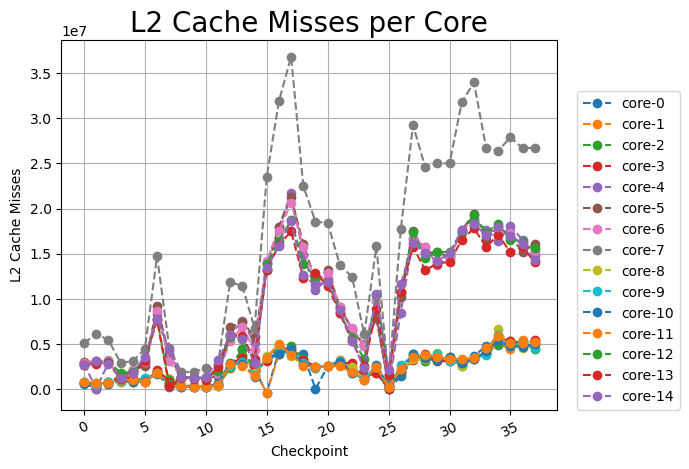 L2 Cache Misses per Core
1e7
3.5
3.0
2.5
2.0
1.5
1.0
0.5
0.0
L2 Cache Misses
0 5 10 15 20 25 30 35
Checkpoint
core-0
core-1
core-2
core-3
core-4
core-5
core-6
core-7
core-8
core-9
core-10
core-11
core-12
core-13
core-14